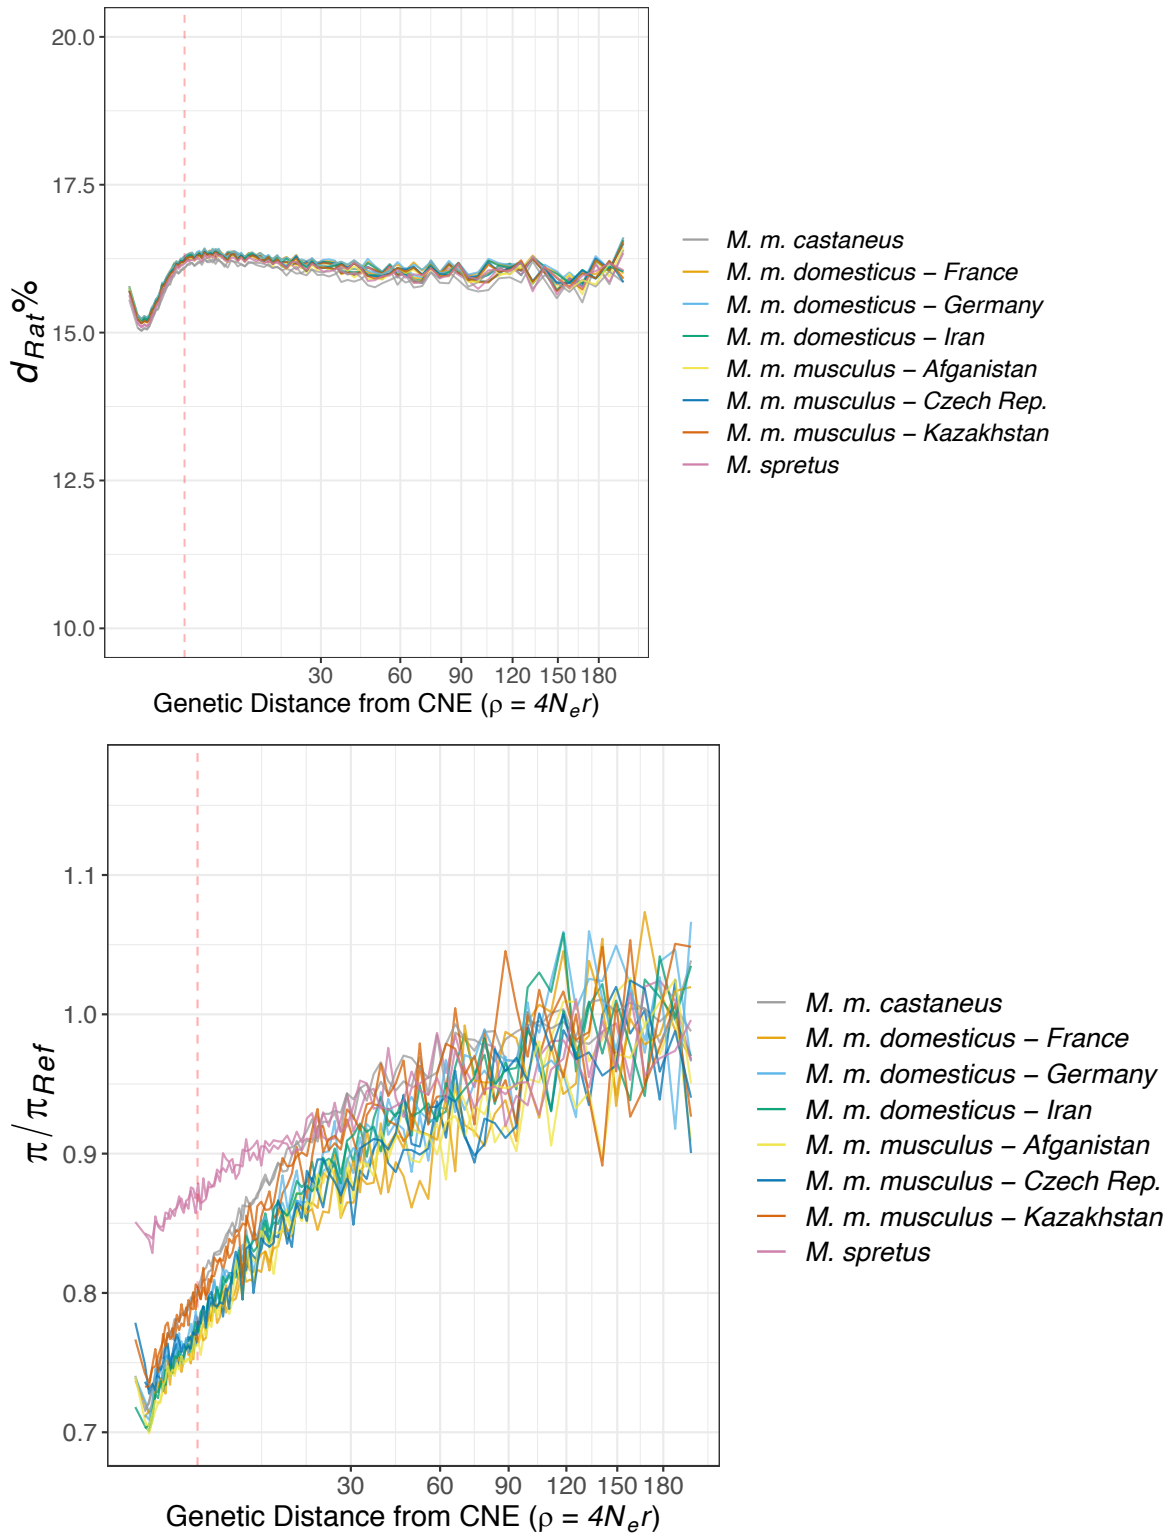 20.0
17.5
15.0
12.5
10.0
d_Rat%
30 60 90 120 150 180
Genetic Distance from CNE (ρ = 4N_e r)
M. m. castaneus
M. m. domesticus – France
M. m. domesticus – Germany
M. m. domesticus – Iran
M. m. musculus – Afganistan
M. m. musculus – Czech Rep.
M. m. musculus – Kazakhstan
M. spretus
1.1
1.0
0.9
0.8
0.7
π/π_Ref
30 60 90 120 150 180
Genetic Distance from CNE (ρ = 4N_e r)
M. m. castaneus
M. m. domesticus – France
M. m. domesticus – Germany
M. m. domesticus – Iran
M. m. musculus – Afganistan
M. m. musculus – Czech Rep.
M. m. musculus – Kazakhstan
M. spretus